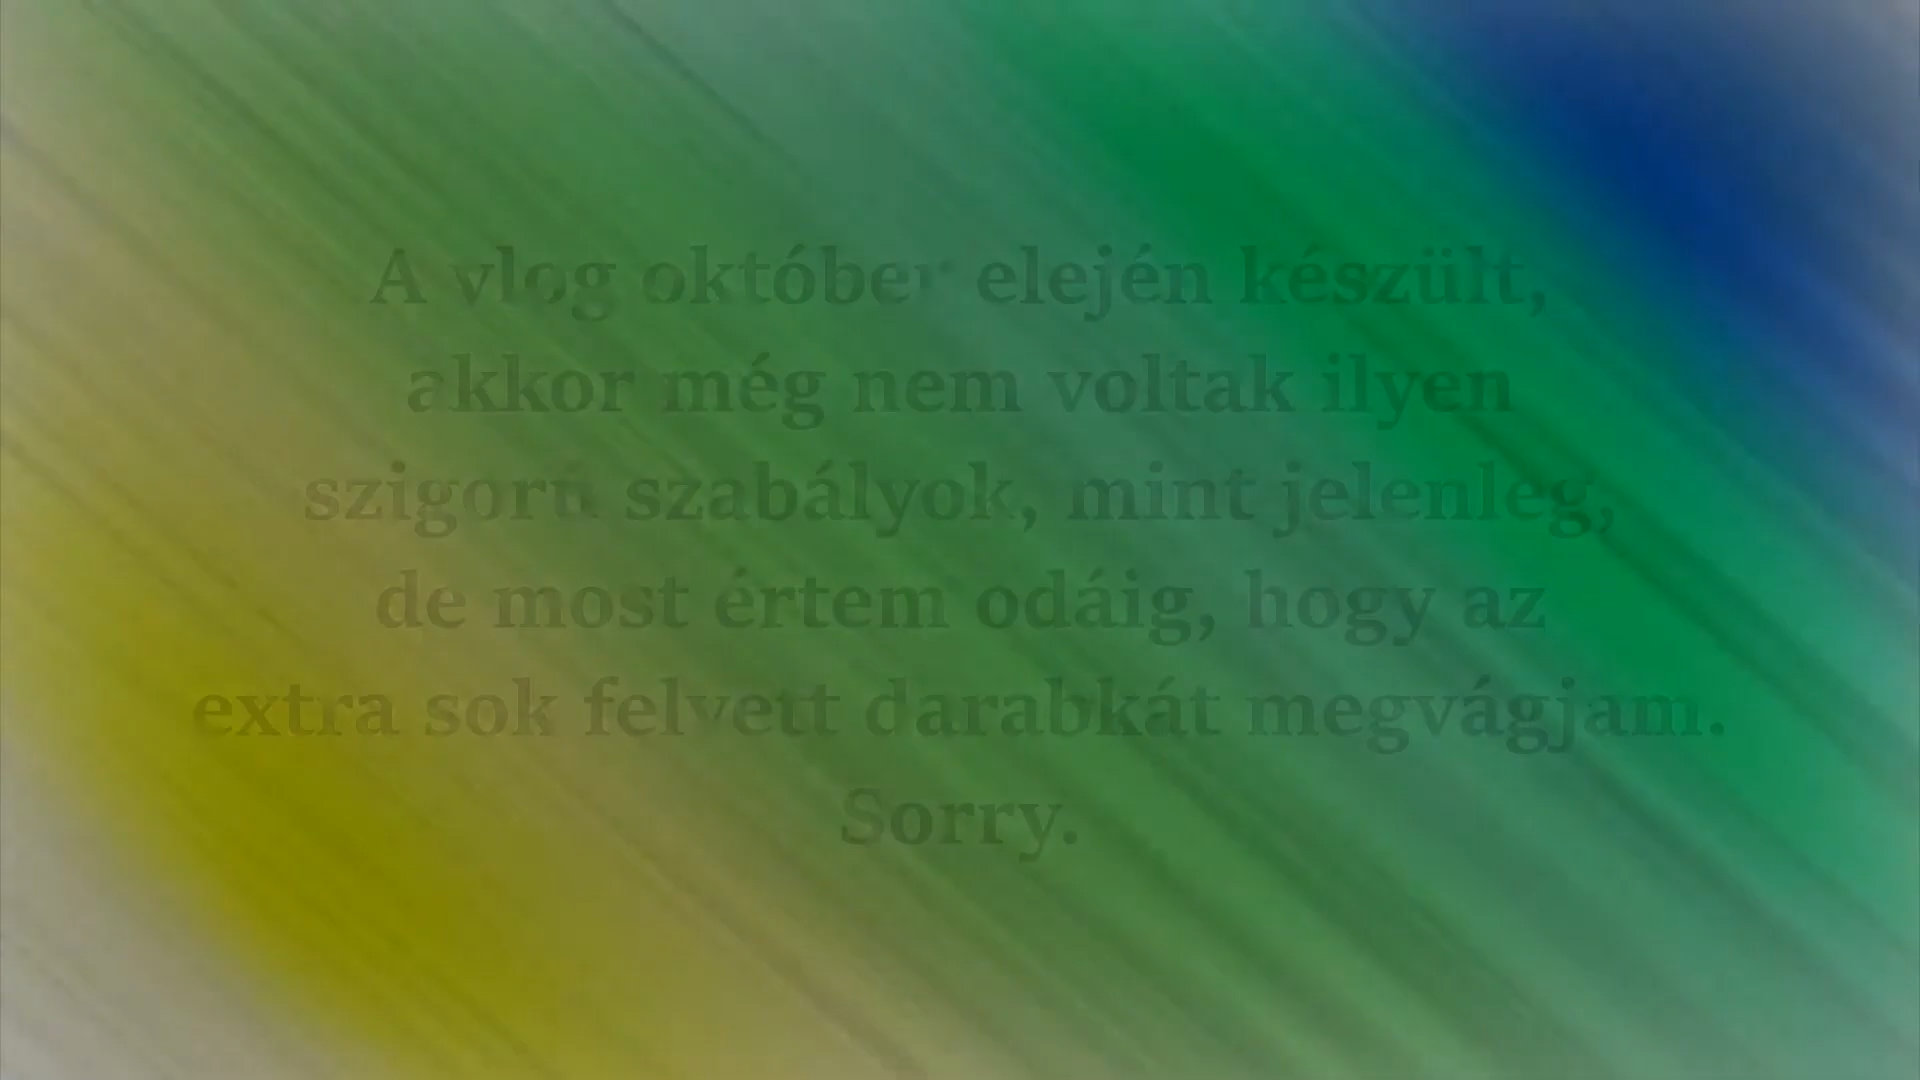 A vlog október elején készült,
akkor még nem voltak ilyen
szigorú szabályok, mint jelenleg,
de most értem odáig, hogy az
extra sok felvett darabkát megvágjam.
Sorry.